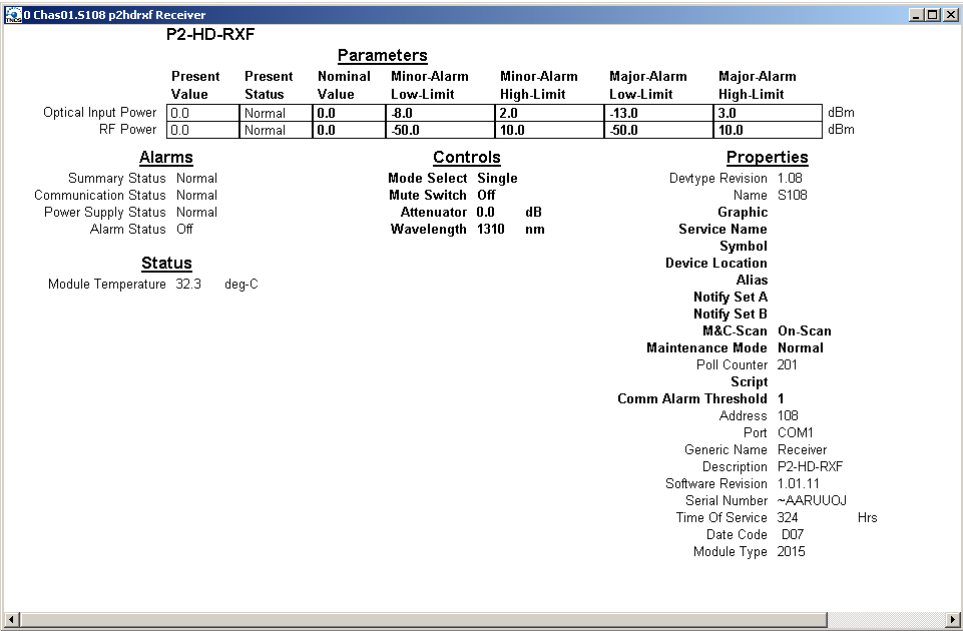 0 Chas01.S108 p2hdrxf Receiver
P2-HD-RXF
Parameters
Present Present Nominal Minor-Alarm Minor-Alarm Major-Alarm Major-Alarm
Value Status Value Low-Limit High-Limit Low-Limit High-Limit
Optical Input Power 0.0 Normal 0.0 -8.0 2.0 -13.0 3.0 dBm
RF Power 0.0 Normal 0.0 -50.0 10.0 -50.0 10.0 dBm
Alarms
Summary Status Normal
Communication Status Normal
Power Supply Status Normal
Alarm Status Off
Status
Module Temperature 32.3 deg-C
Controls
Mode Select Single
Mute Switch Off
Attenuator 0.0 dB
Wavelength 1310 nm
Properties
Devtype Revision 1.08
Name S108
Graphic
Service Name
Symbol
Device Location
Alias
Notify Set A
Notify Set B
M&C-Scan On-Scan
Maintenance Mode Normal
Poll Counter 201
Script
Comm Alarm Threshold 1
Address 108
Port COM1
Generic Name Receiver
Description P2-HD-RXF
Software Revision 1.01.11
Serial Number ~AARUUOJ
Time Of Service 324 Hrs
Date Code D07
Module Type 2015